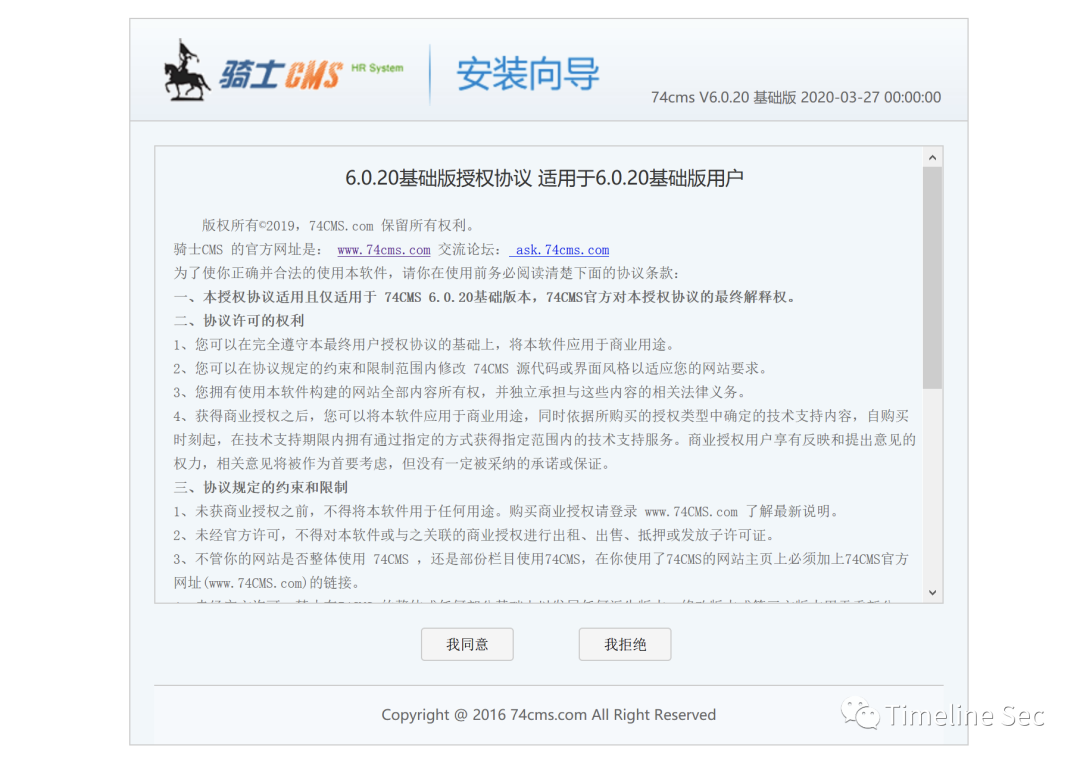 骑士CMS HR System 安装向导
74cms V6.0.20 基础版 2020-03-27 00:00:00
6.0.20基础版授权协议 适用于6.0.20基础版用户
版权所有©2019，74CMS.com 保留所有权利。
骑士CMS 的官方网址是： www.74cms.com 交流论坛： ask.74cms.com
为了使你正确并合法的使用本软件，请你在使用前务必阅读清楚下面的协议条款：
一、本授权协议适用且仅适用于 74CMS 6.0.20基础版本，74CMS官方对本授权协议的最终解释权。
二、协议许可的权利
1、您可以在完全遵守本最终用户授权协议的基础上，将本软件应用于商业用途。
2、您可以在协议规定的约束和限制范围内修改 74CMS 源代码或界面风格以适应您的网站要求。
3、您拥有使用本软件构建的网站全部内容所有权，并独立承担与这些内容的相关法律义务。
4、获得商业授权之后，您可以将本软件应用于商业用途，同时依据所购买的授权类型中确定的技术支持内容，自购买
时刻起，在技术支持期限内拥有通过指定的方式获得指定范围内的技术支持服务。商业授权用户享有反映和提出意见的
权力，相关意见将被作为首要考虑，但没有一定被采纳的承诺或保证。
三、协议规定的约束和限制
1、未获商业授权之前，不得将本软件用于任何用途。购买商业授权请登录 www.74CMS.com 了解最新说明。
2、未经官方许可，不得对本软件或与之关联的商业授权进行出租、出售、抵押或发放子许可证。
3、不管你的网站是否整体使用 74CMS ，还是部份栏目使用74CMS，在你使用了74CMS的网站主页上必须加上74CMS官方
网址(www.74CMS.com)的链接。
我同意 我拒绝
Copyright @ 2016 74cms.com All Right Reserved
Timeline Sec